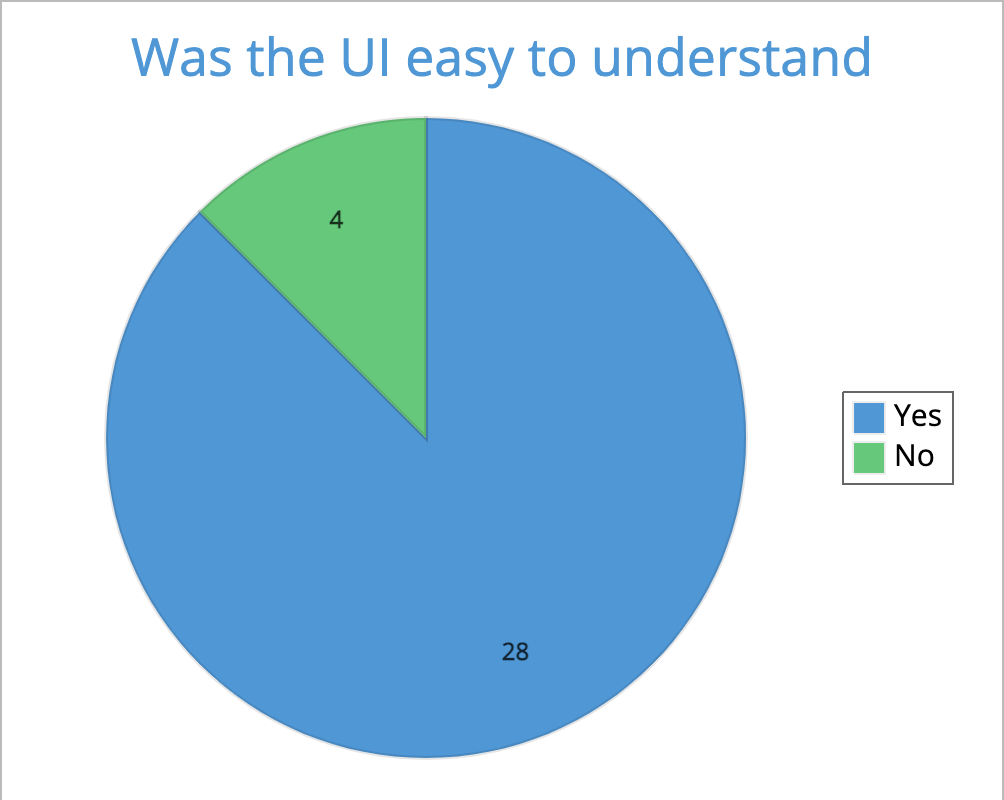 Was the UI easy to understand
4
Yes
No
28